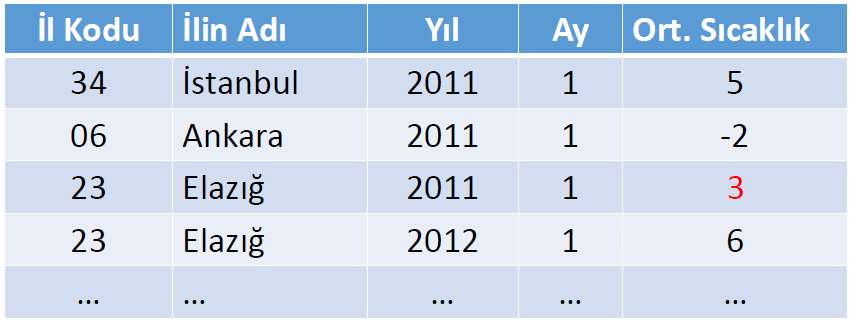 İl Kodu İlin Adı Yıl Ay Ort. Sıcaklık
34 İstanbul 2011 1 5
06 Ankara 2011 1 -2
23 Elazığ 2011 1 3
23 Elazığ 2012 1 6
... ... ... ... ...